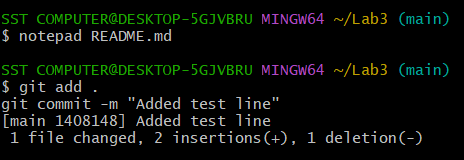 SST COMPUTER@DESKTOP-5GJVBRU MINGW64 ~/Lab3 (main)
$ notepad README.md
SST COMPUTER@DESKTOP-5GJVBRU MINGW64 ~/Lab3 (main)
$ git add .
git commit -m "Added test line"
[main 1408148] Added test line
 1 file changed, 2 insertions(+), 1 deletion(-)